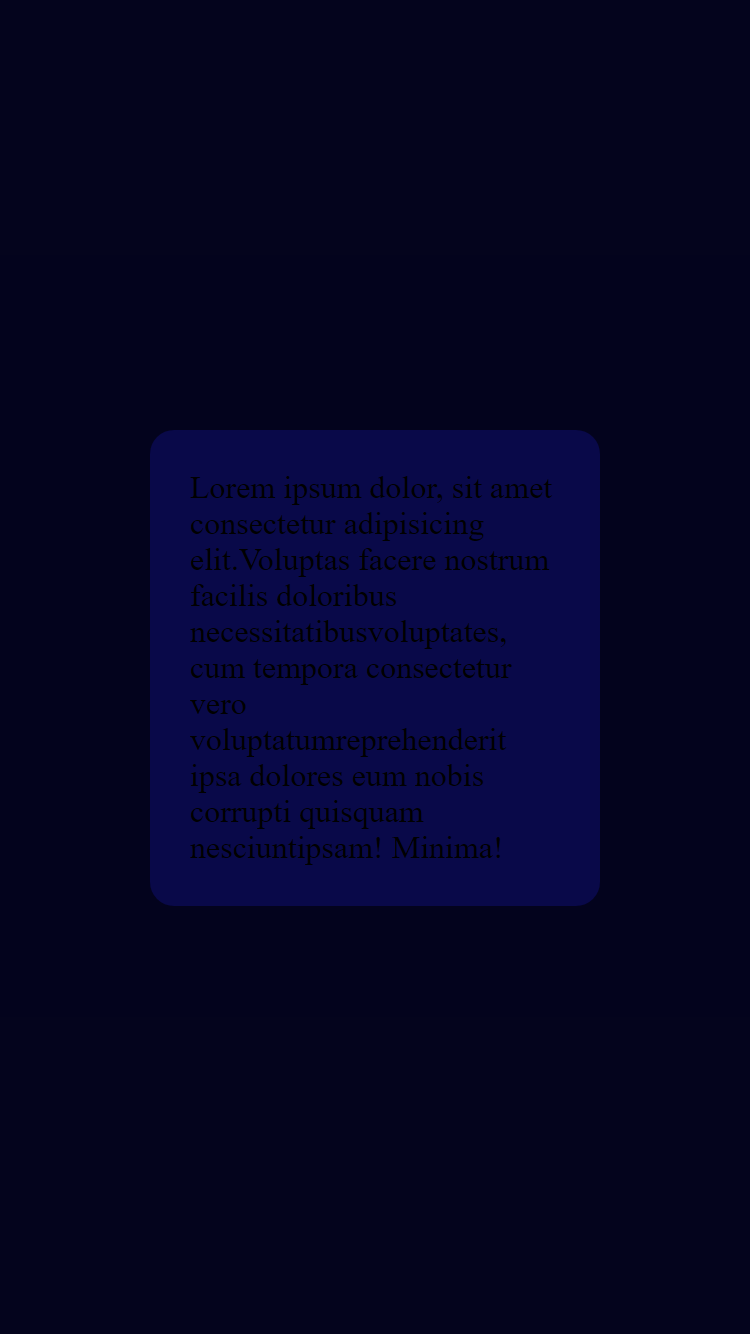 Lorem ipsum dolor, sit amet
consectetur adipisicing
elit.Voluptas facere nostrum
facilis doloribus
necessitatibusvoluptates,
cum tempora consectetur
vero
voluptatumreprehenderit
ipsa dolores eum nobis
corrupti quisquam
nesciuntipsam! Minima!